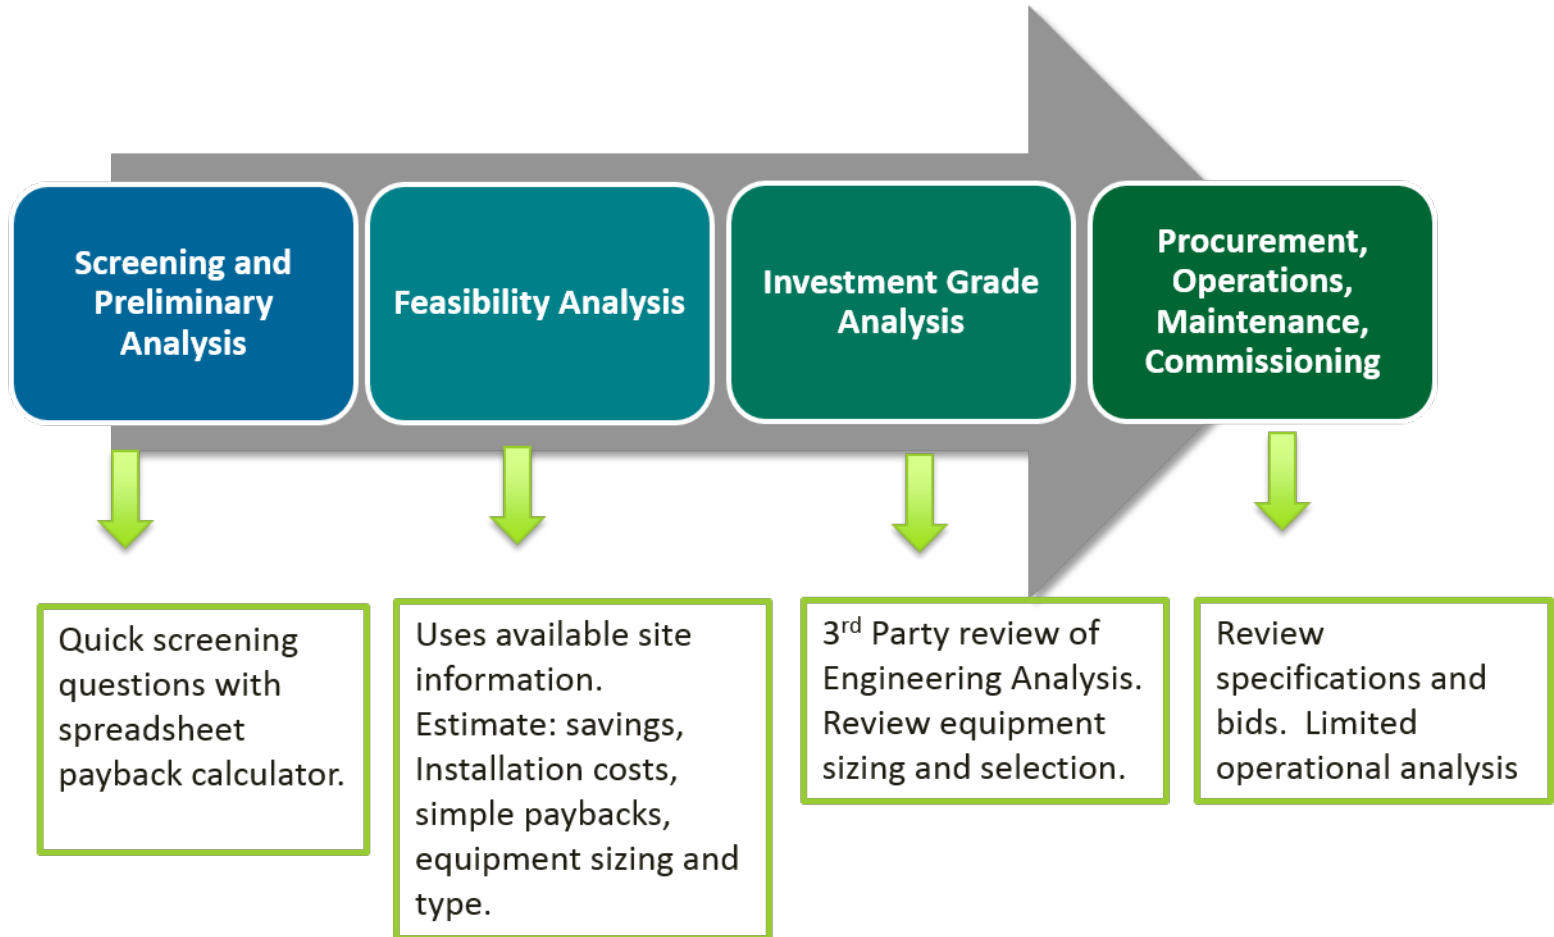 Screening and
Preliminary
Analysis
Feasibility Analysis
Investment Grade
Analysis
Procurement,
Operations,
Maintenance,
Commissioning
Quick screening
questions with
spreadsheet
payback calculator.
Uses available site
information.
Estimate: savings,
Installation costs,
simple paybacks,
equipment sizing and
type.
3rd Party review of
Engineering Analysis.
Review equipment
sizing and selection.
Review
specifications and
bids.  Limited
operational analysis